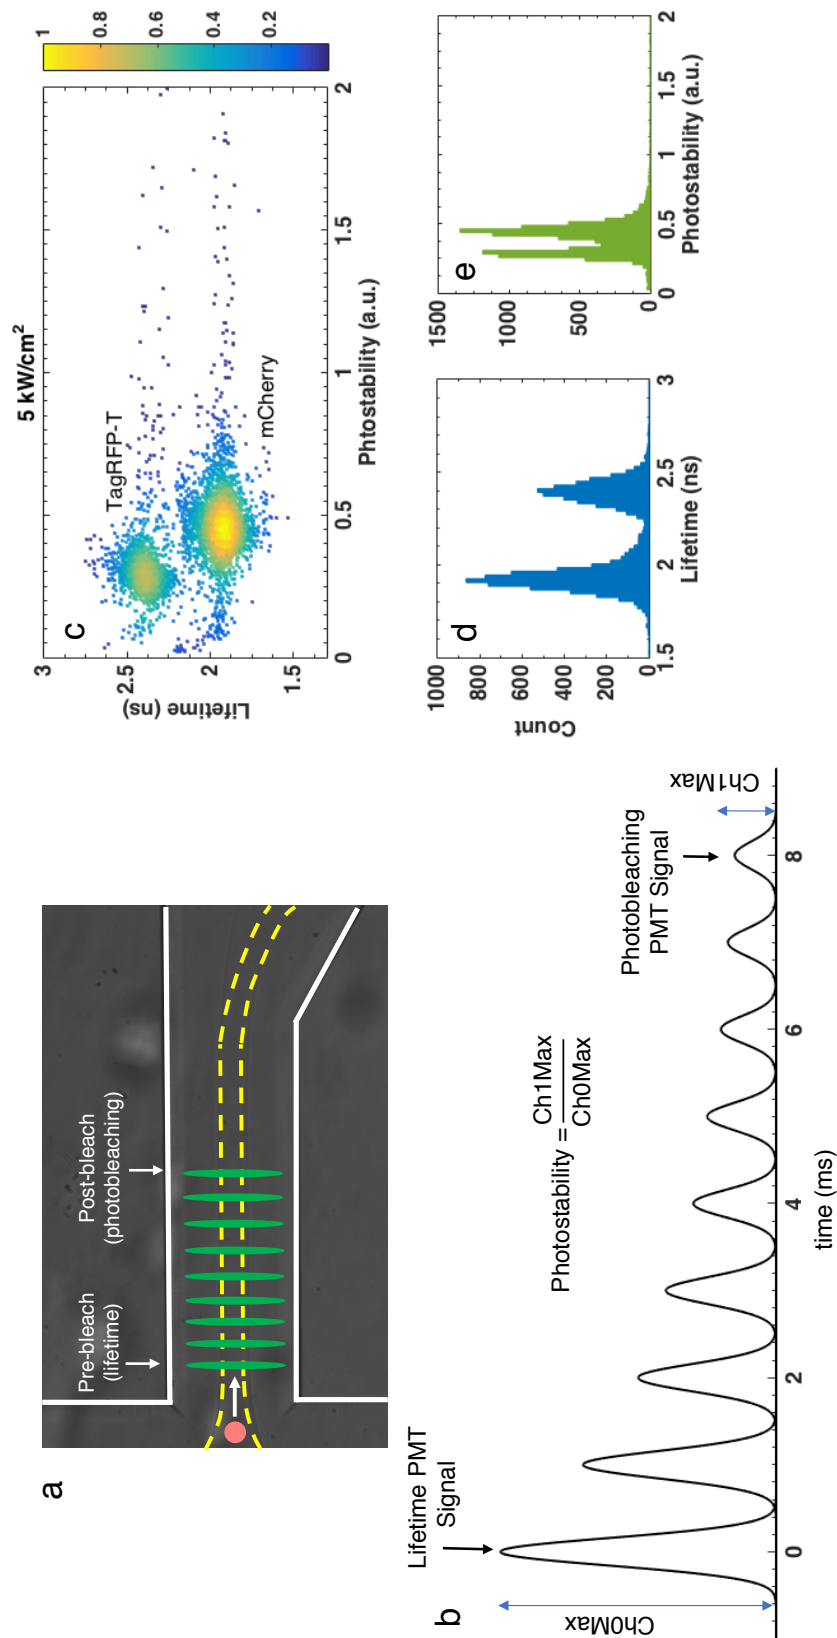 a
Pre-bleach
(lifetime)
Post-bleach
(photobleaching)
b
Lifetime PMT
Signal
Ch0Max
Photostability = Ch1Max
Ch0Max
Photobleaching
PMT Signal
Ch1Max
0
2
4
6
8
time (ms)
c
5 kW/cm2
TagRFP-T
mCherry
3
2.5
2
1.5
Lifetime (ns)
0
0.5
1
1.5
2
Phtostability (a.u.)
1
0.8
0.6
0.4
0.2
d
1000
800
600
400
200
0
Count
1.5
2
2.5
3
Lifetime (ns)
e
1500
1000
500
0
0
0.5
1
1.5
2
Photostability (a.u.)